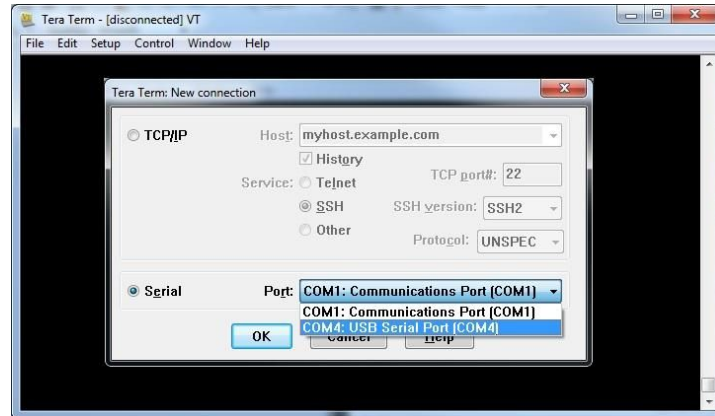 Tera Term - [disconnected] VT
File Edit Setup Control Window Help
Tera Term: New connection
TCP/IP Host: myhost.example.com
History
Service: Telnet TCP port#: 22
SSH SSH version: SSH2
Other Protocol: UNSPEC
Serial Port: COM1: Communications Port (COM1)
COM1: Communications Port (COM1)
COM4: USB Serial Port (COM4)
OK Cancel Help